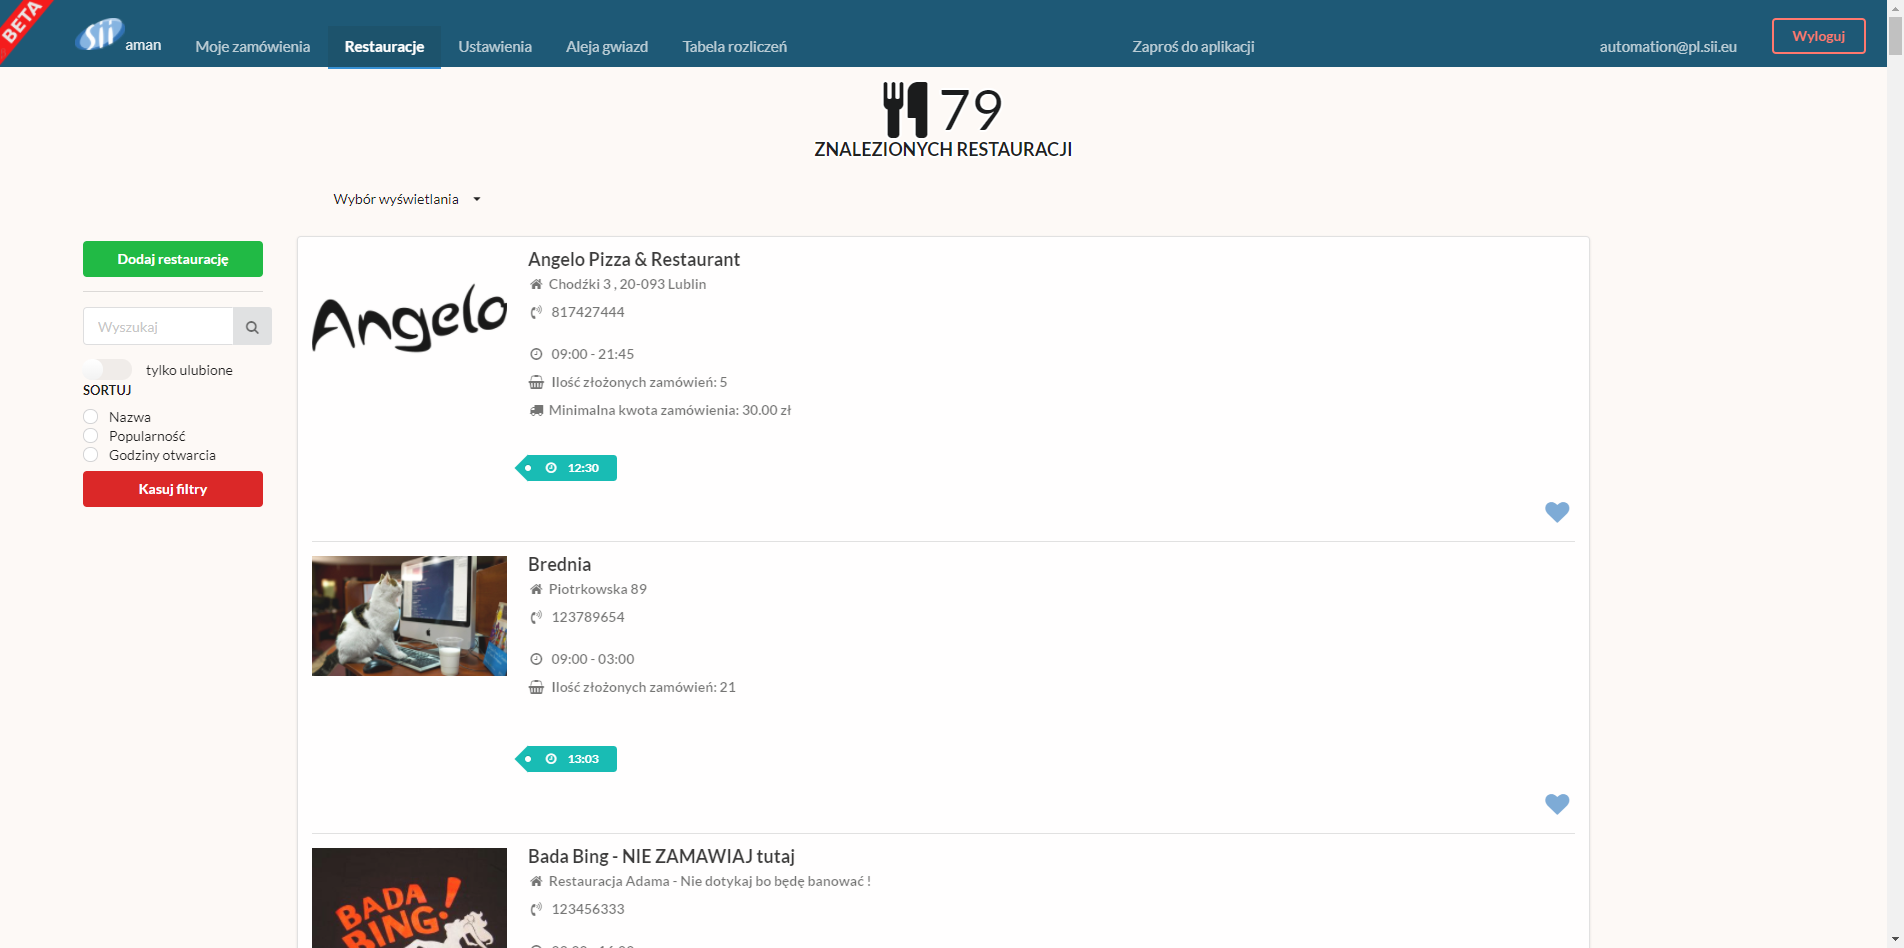 BETA
sii aman
Moje zamówienia
Restauracje
Ustawienia
Aleja gwiazd
Tabela rozliczeń
Zaproś do aplikacji
automation@pl.sii.eu
Wyloguj
79
ZNALEZIONYCH RESTAURACJI
Wybór wyświetlania
Dodaj restaurację
Wyszukaj
tylko ulubione
SORTUJ
Nazwa
Popularność
Godziny otwarcia
Kasuj filtry
Angelo
Angelo Pizza & Restaurant
Chodźki 3 , 20-093 Lublin
817427444
09:00 - 21:45
Ilość złożonych zamówień: 5
Minimalna kwota zamówienia: 30.00 zł
12:30
Brednia
Piotrkowska 89
123789654
09:00 - 03:00
Ilość złożonych zamówień: 21
13:03
BADA
BING!
Bada Bing - NIE ZAMAWIAJ tutaj
Restauracja Adama - Nie dotykaj bo będę banować !
123456333